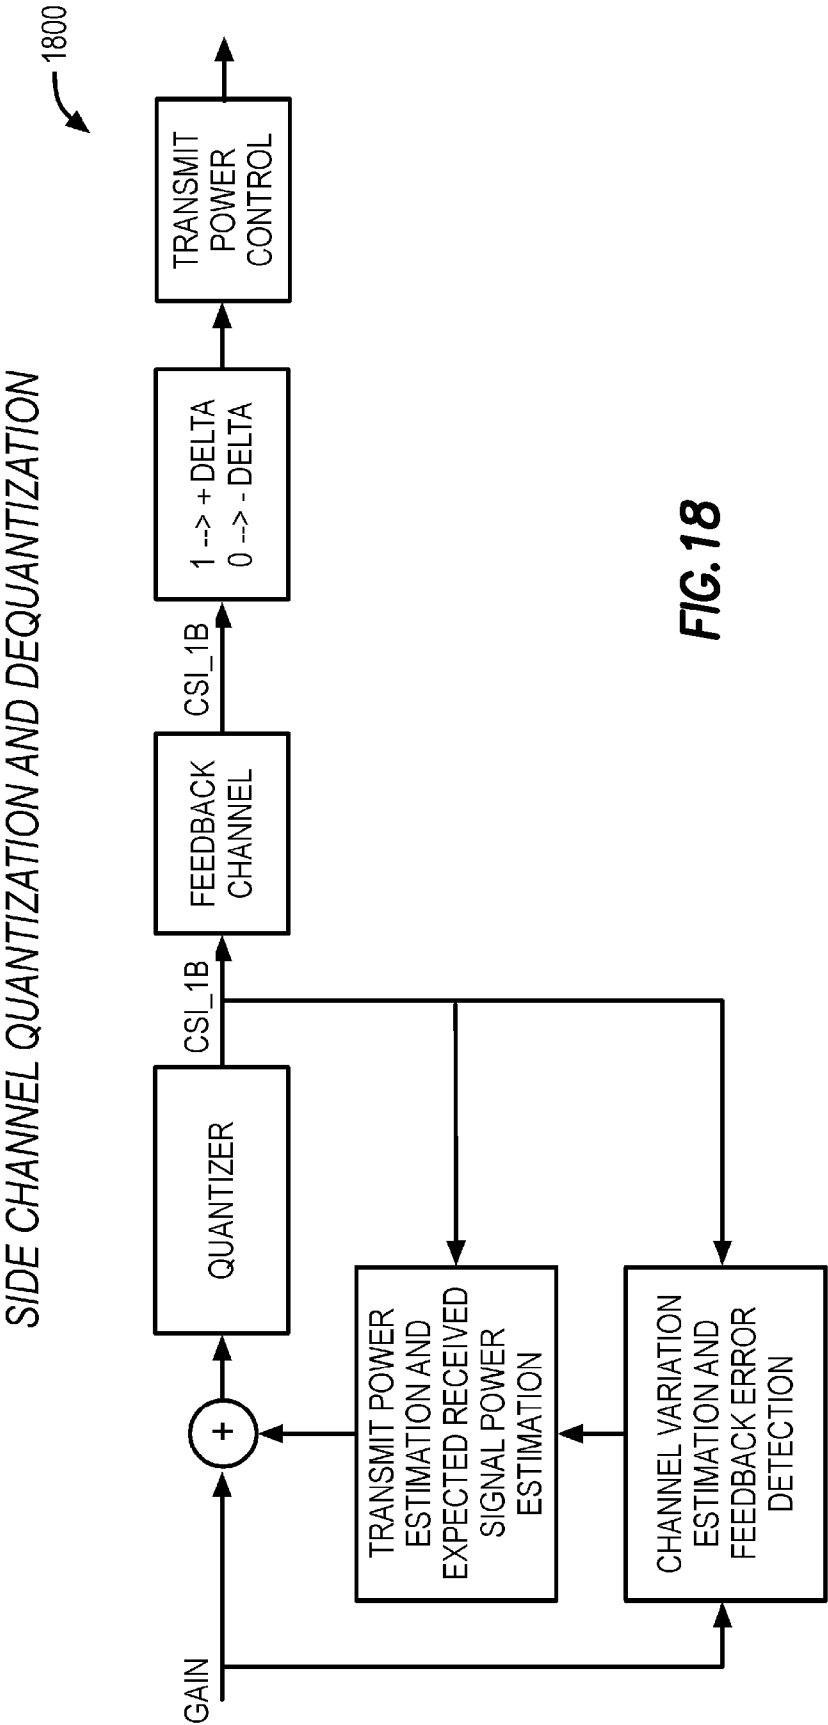 SIDE CHANNEL QUANTIZATION AND DEQUANTIZATION
1800
GAIN
+
QUANTIZER
CSI_1B
FEEDBACK
CHANNEL
CSI_1B
1 --> + DELTA
0 --> - DELTA
TRANSMIT
POWER
CONTROL
TRANSMIT POWER
ESTIMATION AND
EXPECTED RECEIVED
SIGNAL POWER
ESTIMATION
CHANNEL VARIATION
ESTIMATION AND
FEEDBACK ERROR
DETECTION
FIG.18